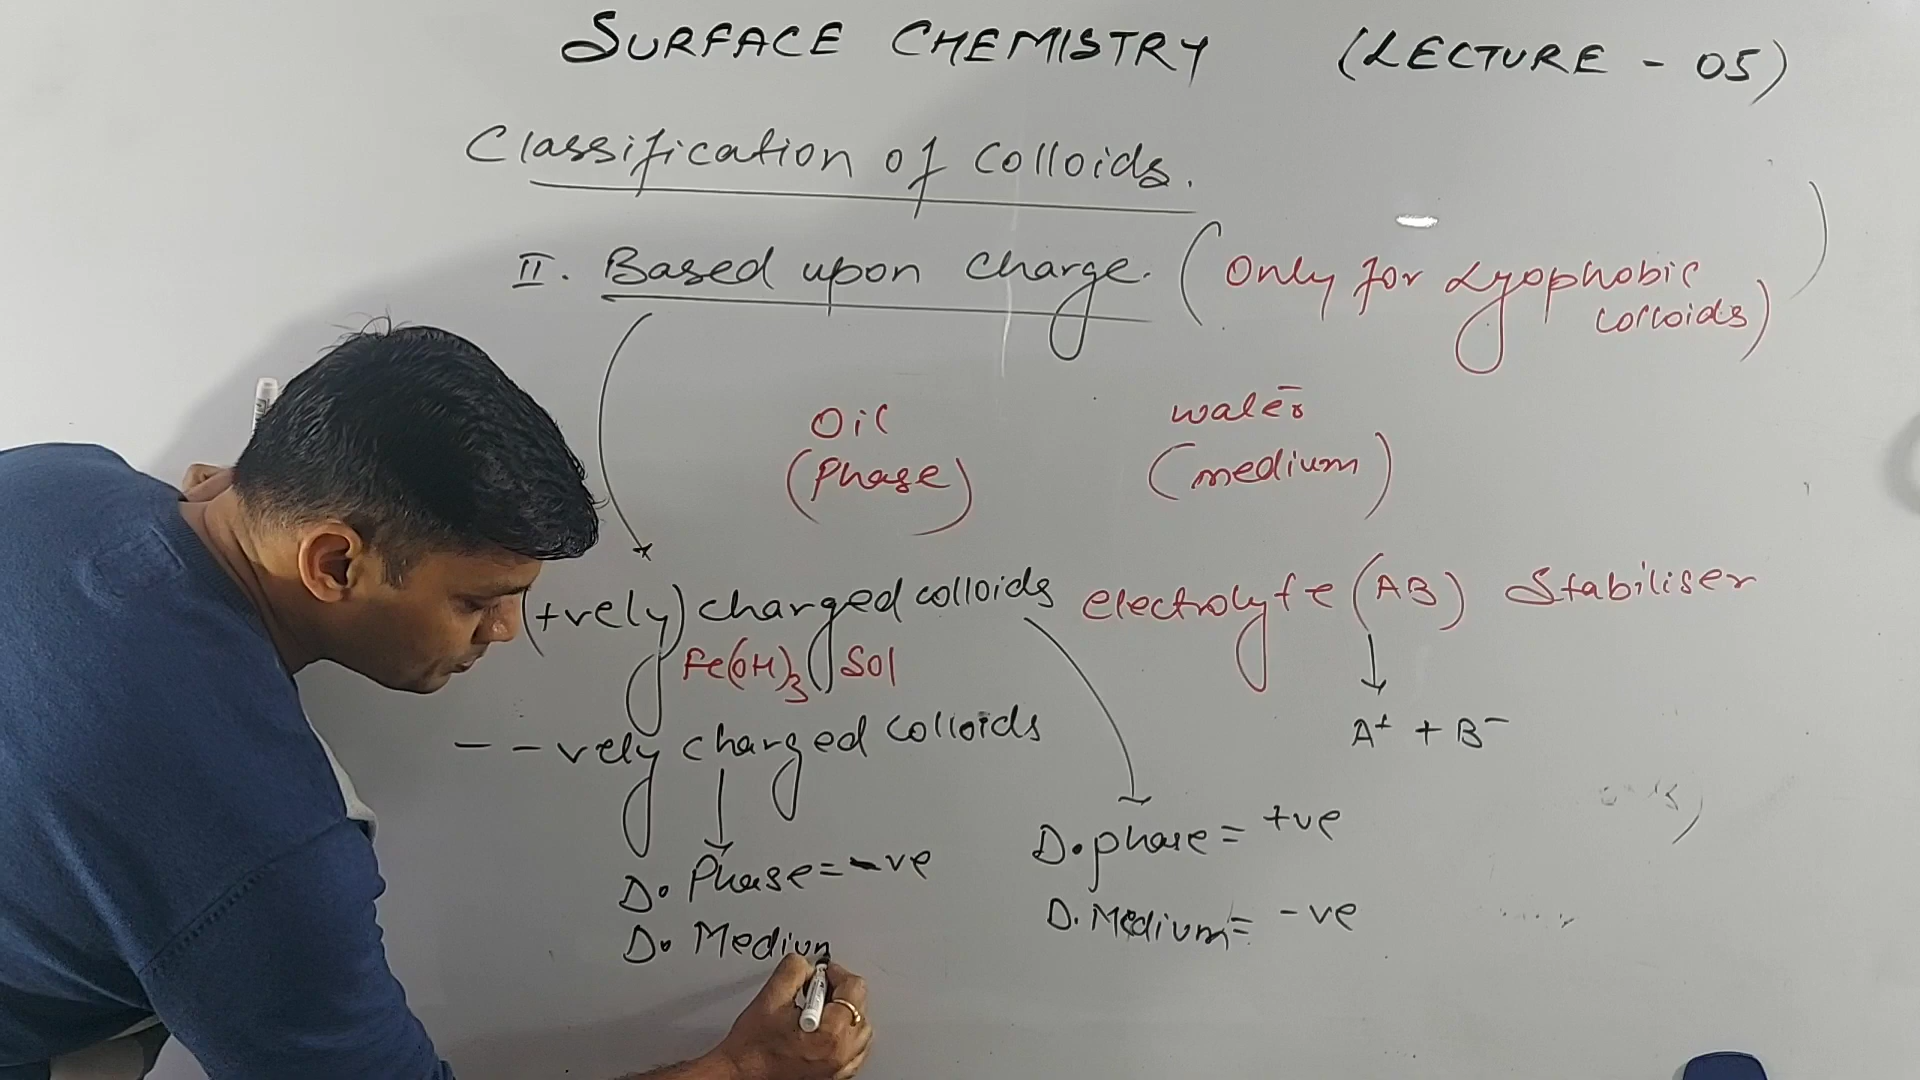 SURFACE CHEMISTRY (LECTURE - 05)
Classification of Colloids.
II. Based upon charge. (Only for Lyophobic
colloids)
Oil water
(Phase) (medium)
(+vely) charged colloids electrolyte (AB) Stabiliser
Fe(OH)3 Sol
A+ + B-
- -vely charged colloids
D. phase = +ve
D. Phase = -ve
D. Medium = -ve
D. Medium